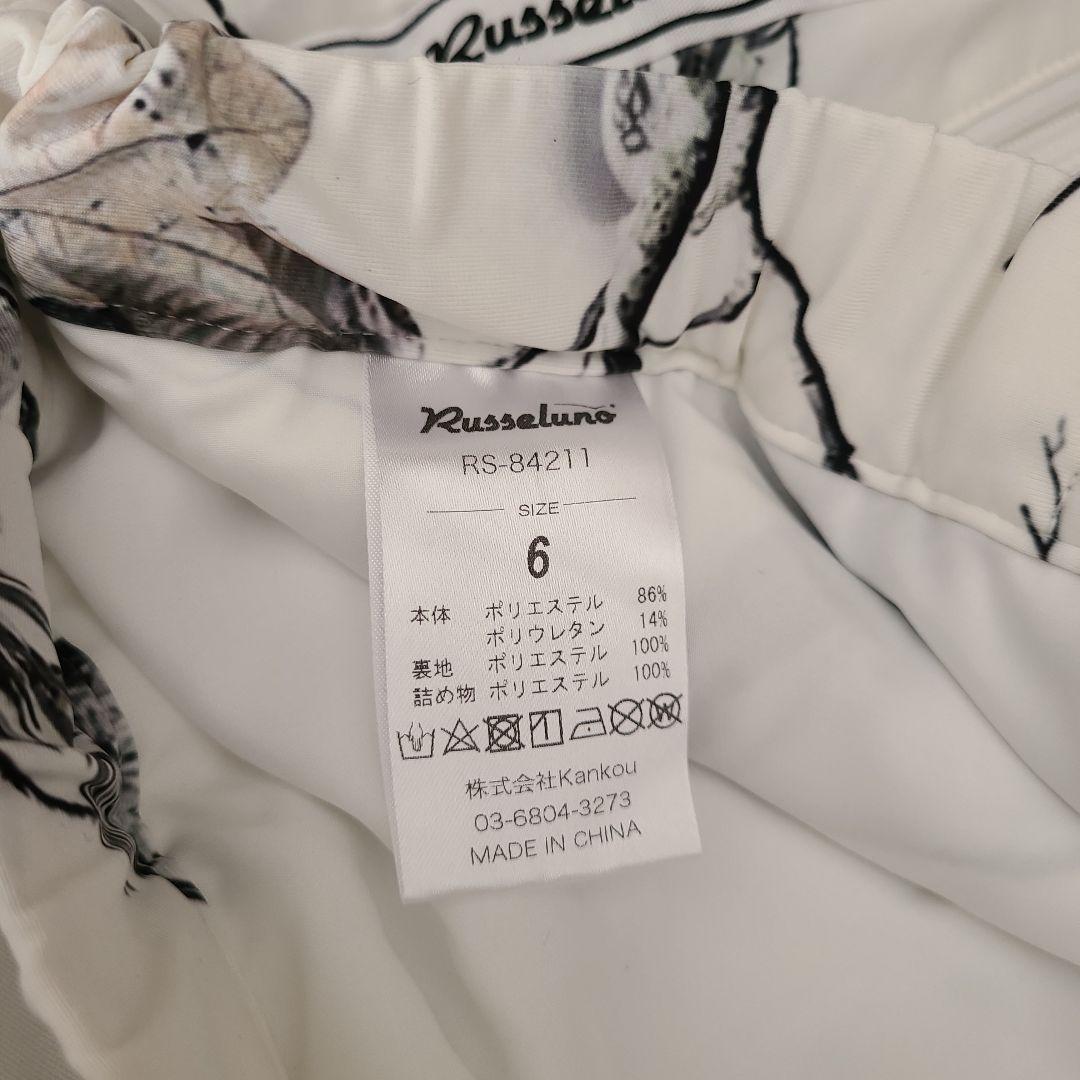 Russelun
Russeluno
RS-84211
SIZE
6
本体 ポリエステル 86%
ポリウレタン 14%
裏地 ポリエステル 100%
詰め物 ポリエステル 100%
株式会社Kankou
03-6804-3273
MADE IN CHINA